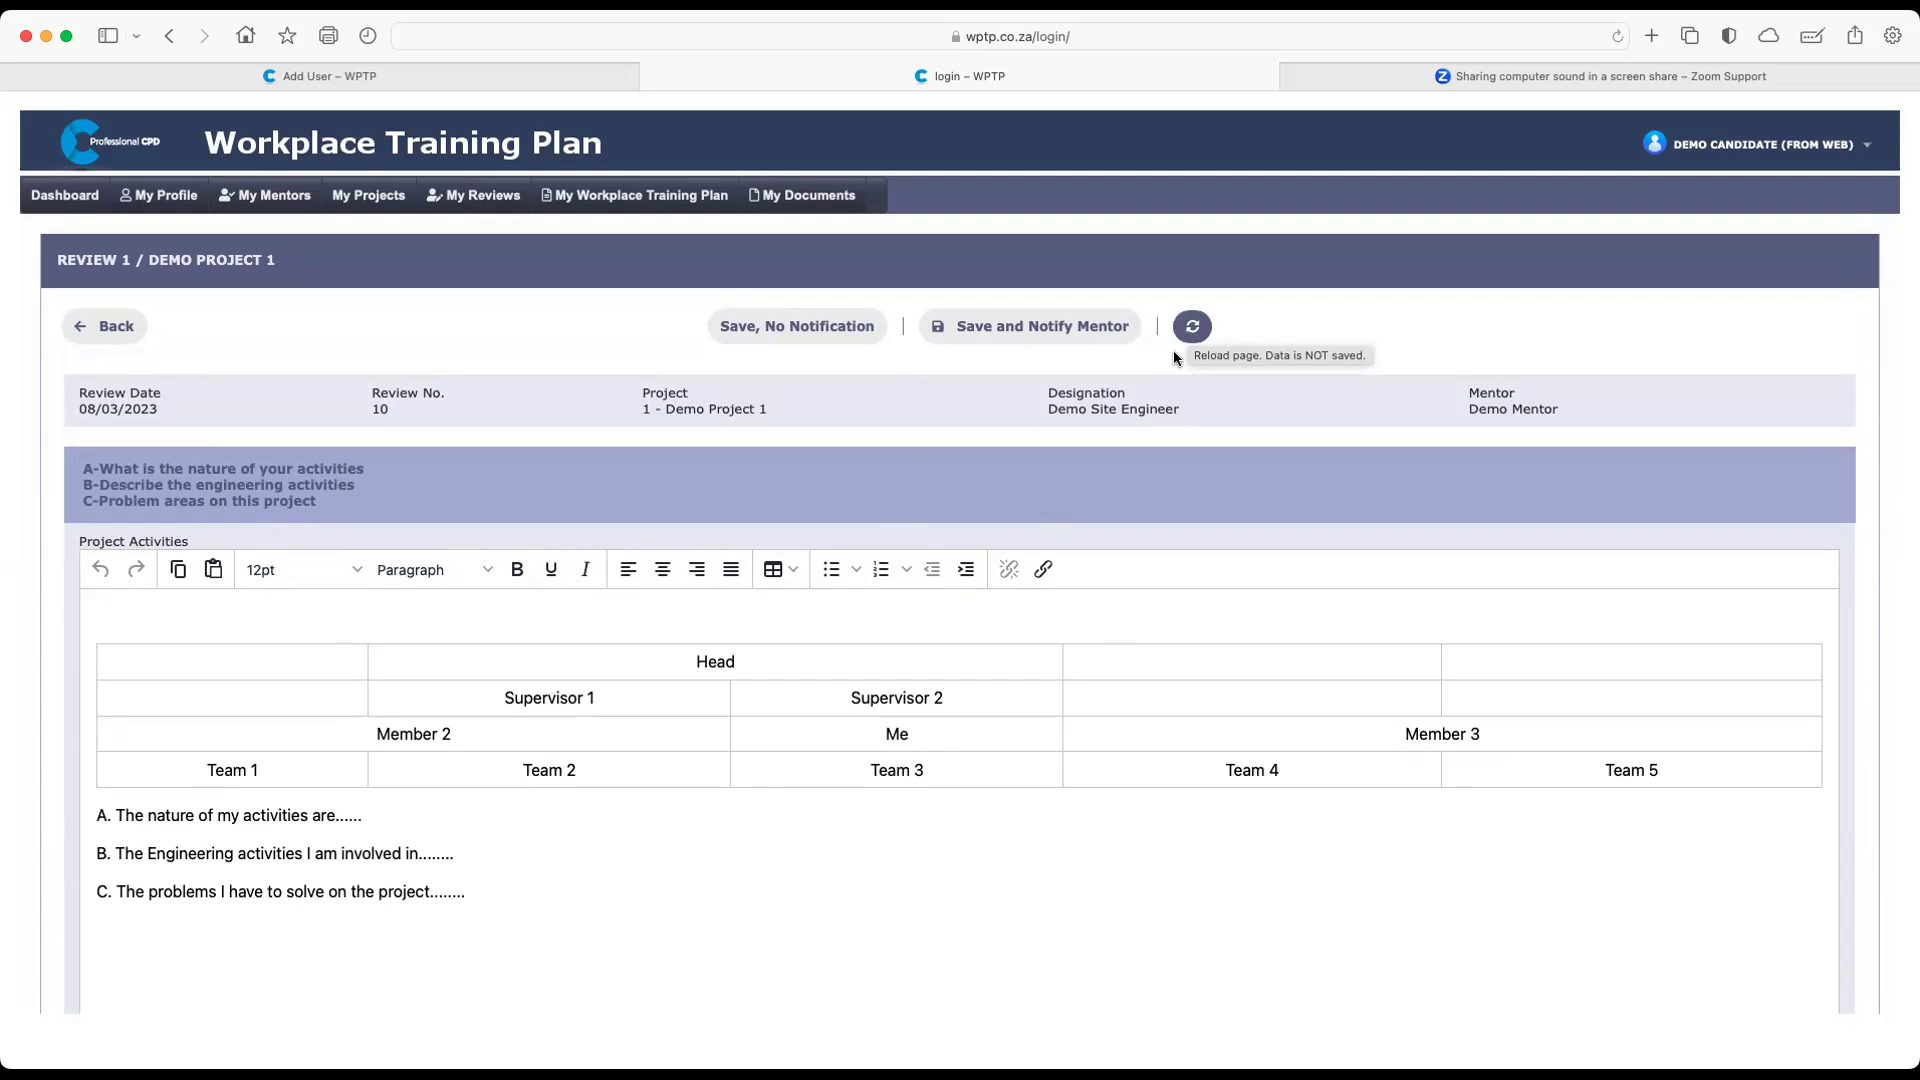 wptp.co.za/login/
Add User – WPTP
login – WPTP
Sharing computer sound in a screen share – Zoom Support
Professional CPD
Workplace Training Plan
DEMO CANDIDATE (FROM WEB)
Dashboard My Profile My Mentors My Projects My Reviews My Workplace Training Plan My Documents
REVIEW 1 / DEMO PROJECT 1
Back
Save, No Notification | Save and Notify Mentor |
Reload page. Data is NOT saved.
Review Date Review No. Project Designation Mentor
08/03/2023 10 1 - Demo Project 1 Demo Site Engineer Demo Mentor
A-What is the nature of your activities
B-Describe the engineering activities
C-Problem areas on this project
Project Activities
12pt Paragraph B U I
Head
Supervisor 1 Supervisor 2
Member 2 Me Member 3
Team 1 Team 2 Team 3 Team 4 Team 5
A. The nature of my activities are......
B. The Engineering activities I am involved in........
C. The problems I have to solve on the project........